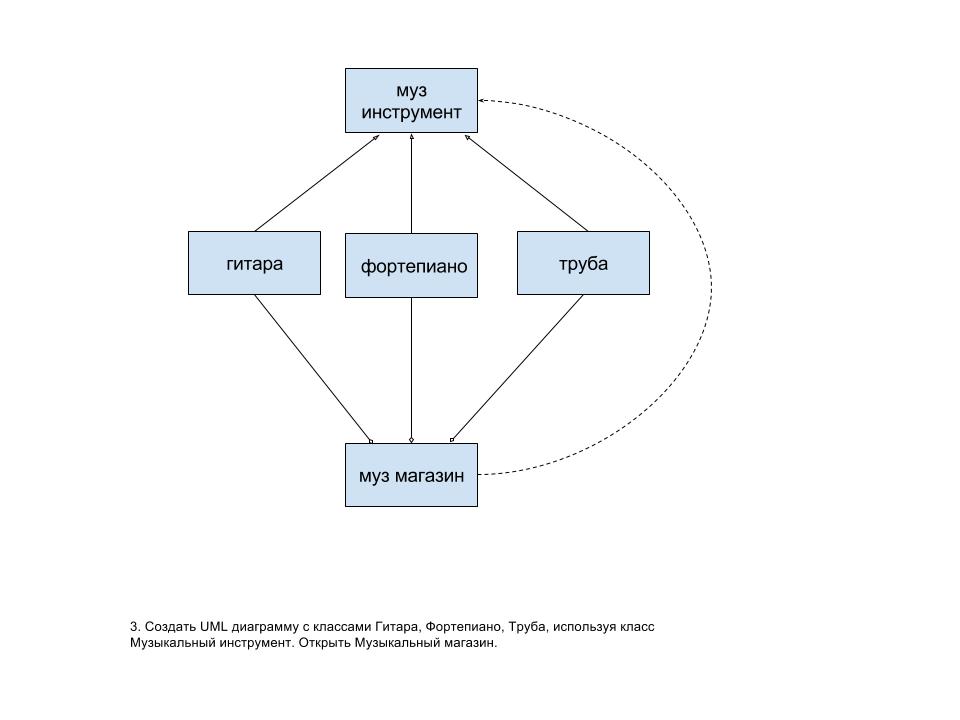 муз
инструмент
гитара
фортепиано
труба
муз магазин
3. Создать UML диаграмму с классами Гитара, Фортепиано, Труба, используя класс
Музыкальный инструмент. Открыть Музыкальный магазин.